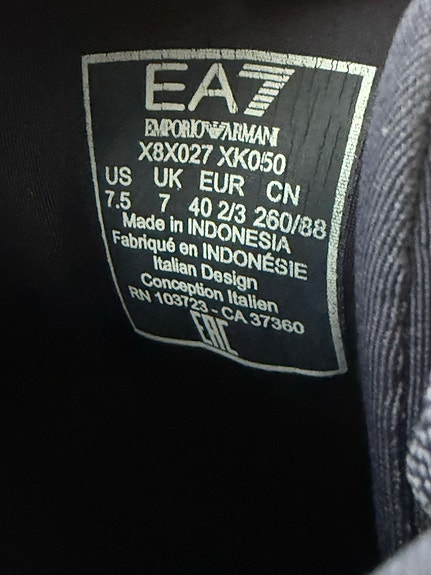 EA7
EMPORIO ARMANI
X8X027 XK050
US UK EUR CN
7.5 7 40 2/3 260/88
Made in INDONESIA
Fabriqué en INDONÉSIE
Italian Design
Conception Italien
RN 103723 - CA 37360
EAC